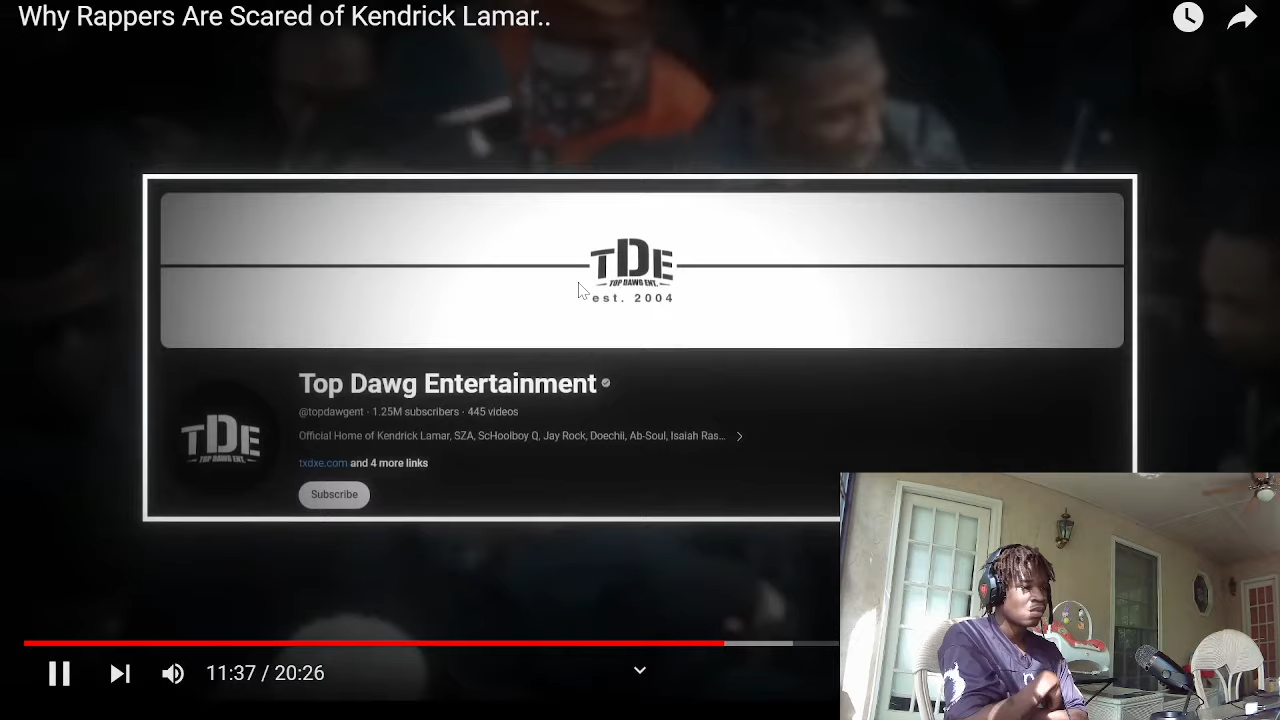 Why Rappers Are Scared of Kendrick Lamar..
TDE
TOP DAWG ENT.
est. 2004
Top Dawg Entertainment
@topdawgent · 1.25M subscribers · 445 videos
Official Home of Kendrick Lamar, SZA, ScHoolboy Q, Jay Rock, Doechii, Ab-Soul, Isaiah Ras...
TDE
TOP DAWG ENT.
txdxe.com and 4 more links
Subscribe
11:37 / 20:26